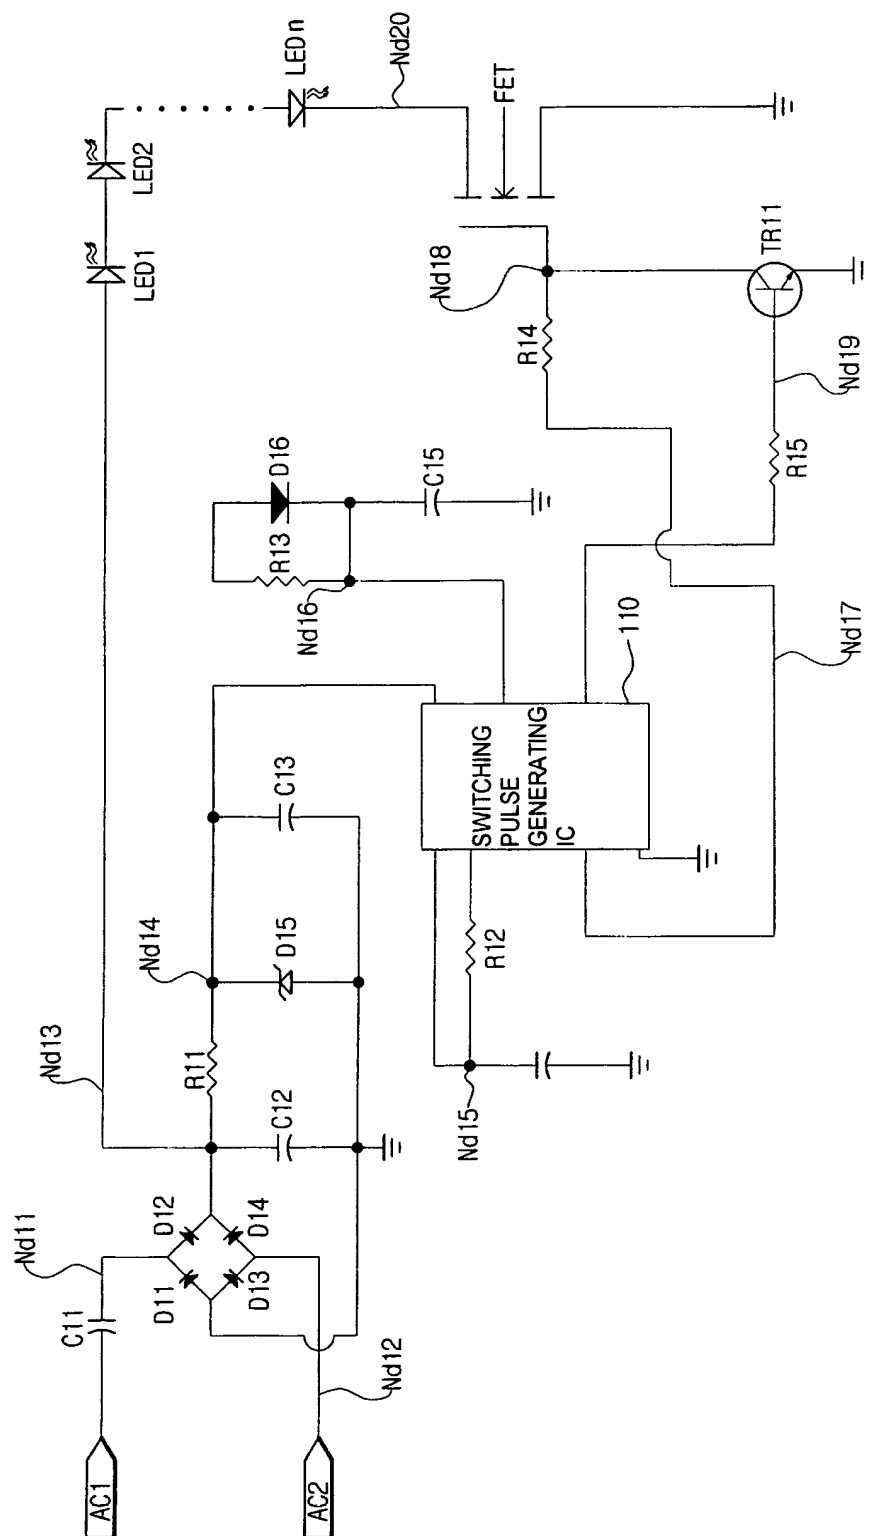 AC1
AC2
C11
Nd11
Nd12
D11
D12
D13
D14
C12
Nd13
R11
Nd14
D15
C13
Nd15
R12
SWITCHING
PULSE
GENERATING
IC
110
Nd16
R13
D16
C15
Nd17
R14
Nd18
R15
Nd19
TR11
FET
Nd20
LED1
LED2
LEDn